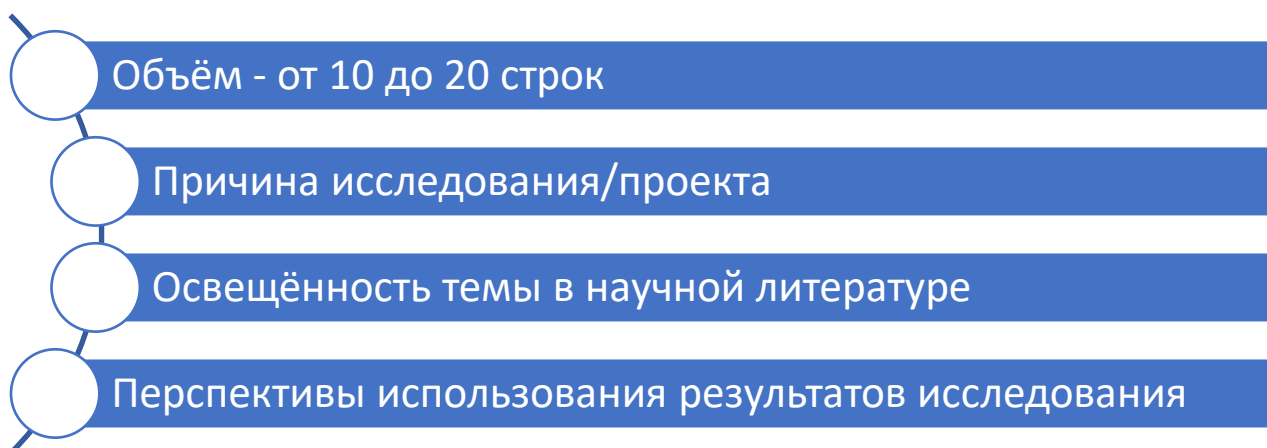 Объём - от 10 до 20 строк
Причина исследования/проекта
Освещённость темы в научной литературе
Перспективы использования результатов исследования